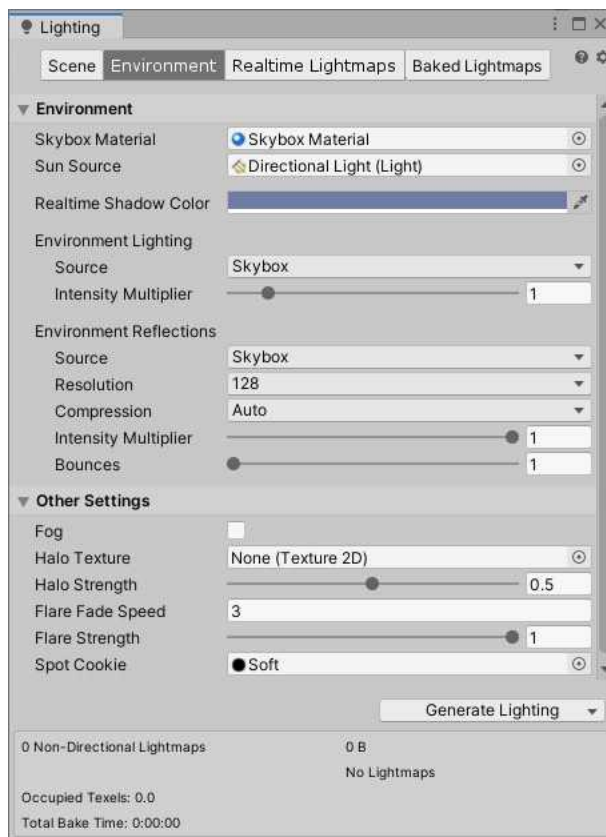 Lighting
Scene Environment Realtime Lightmaps Baked Lightmaps
Environment
Skybox Material Skybox Material
Sun Source Directional Light (Light)
Realtime Shadow Color
Environment Lighting
Source Skybox
Intensity Multiplier 1
Environment Reflections
Source Skybox
Resolution 128
Compression Auto
Intensity Multiplier 1
Bounces 1
Other Settings
Fog
Halo Texture None (Texture 2D)
Halo Strength 0.5
Flare Fade Speed 3
Flare Strength 1
Spot Cookie Soft
Generate Lighting
0 Non-Directional Lightmaps 0 B
No Lightmaps
Occupied Texels: 0.0
Total Bake Time: 0:00:00